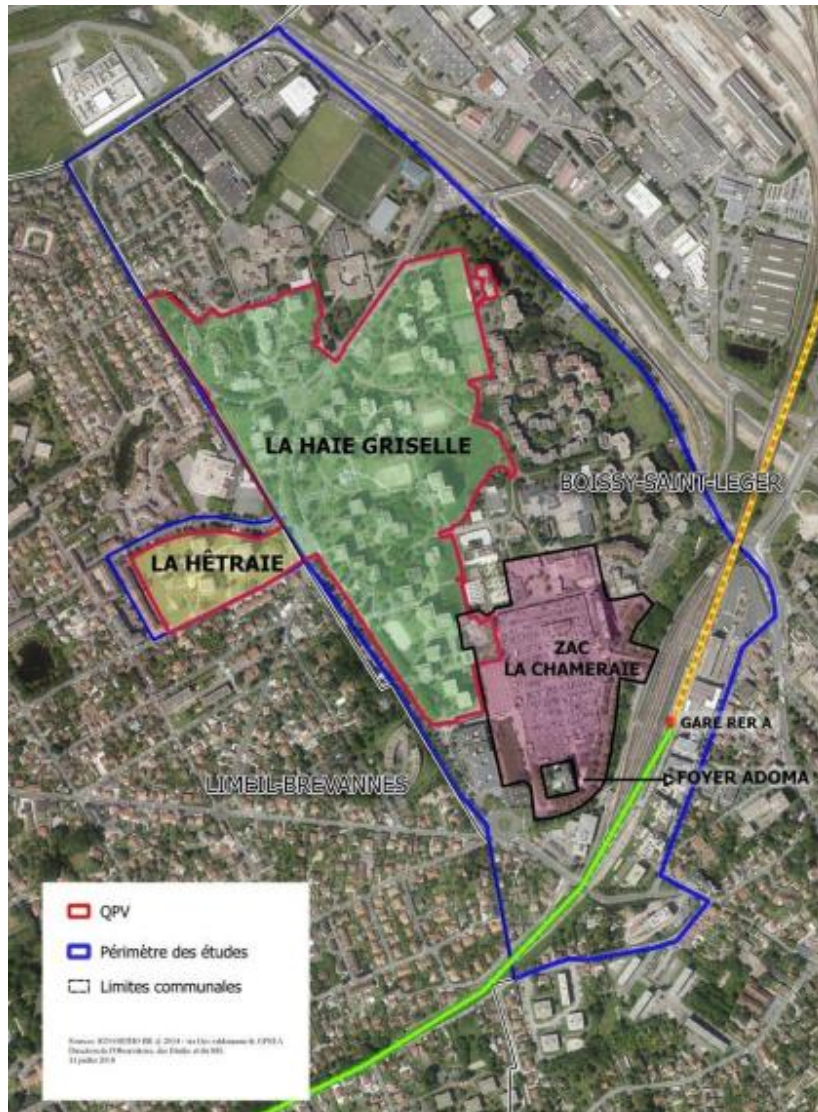 LA HAIE GRISELLE
BOISSY-SAINT-LEGER
LA HÊTRAIE
ZAC
LA CHAMERAIE
GARE RER A
FOYER ADOMA
LIMEIL-BREVANNES
QPV
Périmètre des études
Limites communales